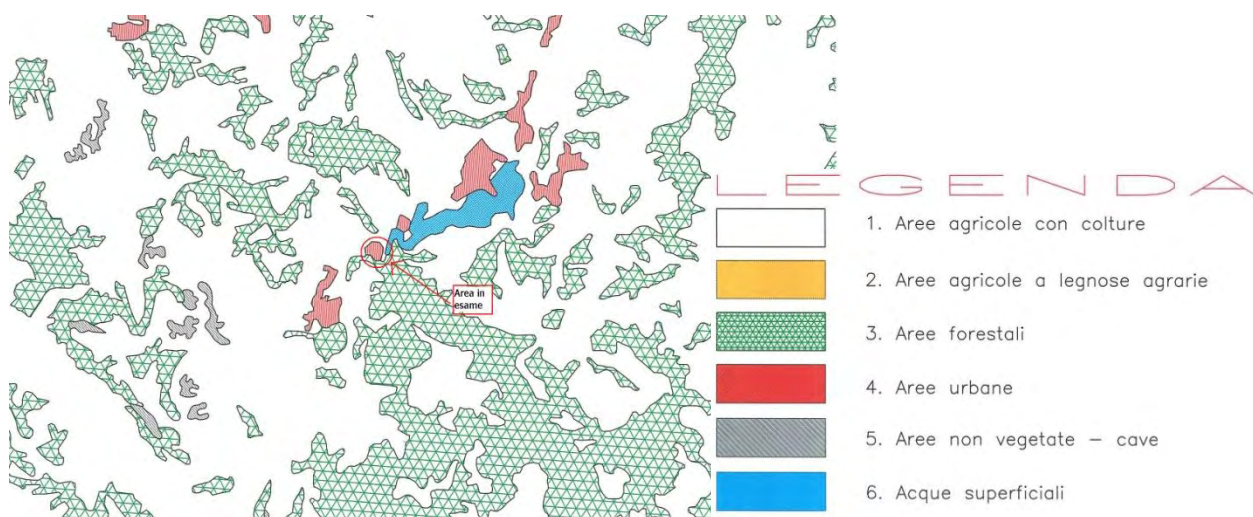 Area in
esame
LEGENDA
1. Aree agricole con colture
2. Aree agricole a legnose agrarie
3. Aree forestali
4. Aree urbane
5. Aree non vegetate – cave
6. Acque superficiali